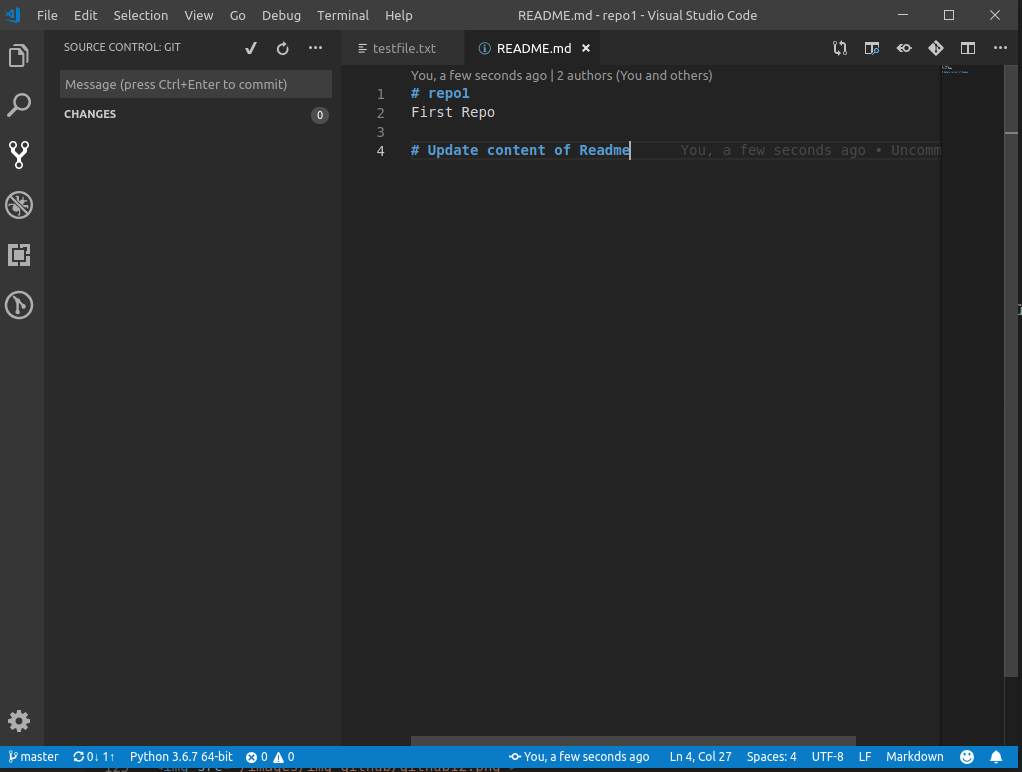 File Edit Selection View Go Debug Terminal Help README.md - repo1 - Visual Studio Code
SOURCE CONTROL: GIT
testfile.txt
README.md
Message (press Ctrl+Enter to commit)
CHANGES 0
You, a few seconds ago | 2 authors (You and others)
1 # repo1
2 First Repo
3
4 # Update content of Readme You, a few seconds ago • Uncomm
master 0↓ 1↑ Python 3.6.7 64-bit 0 0 You, a few seconds ago Ln 4, Col 27 Spaces: 4 UTF-8 LF Markdown